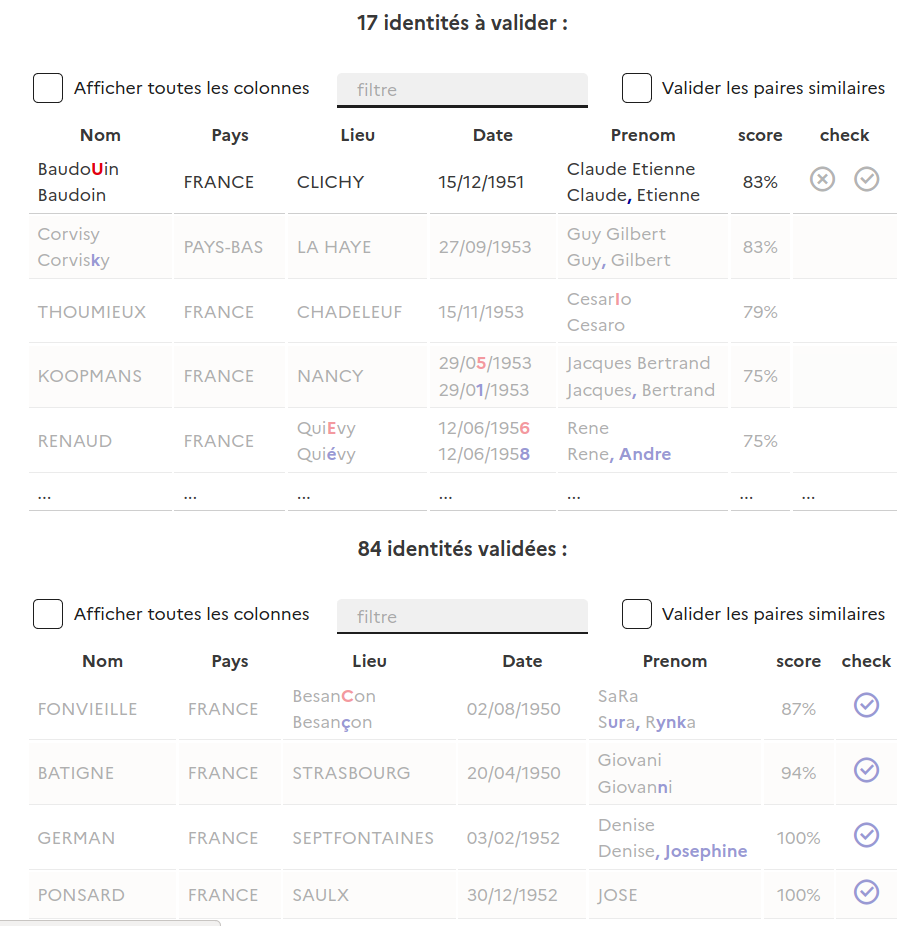 17 identités à valider :
Afficher toutes les colonnes filtre Valider les paires similaires
Nom Pays Lieu Date Prenom score check
BaudoUin FRANCE CLICHY 15/12/1951 Claude Etienne 83%
Baudoin Claude, Etienne
Corvisy PAYS-BAS LA HAYE 27/09/1953 Guy Gilbert 83%
Corvisky Guy, Gilbert
THOUMIEUX FRANCE CHADELEUF 15/11/1953 CesarIo 79%
Cesaro
KOOPMANS FRANCE NANCY 29/05/1953 Jacques Bertrand 75%
29/01/1953 Jacques, Bertrand
RENAUD FRANCE QuiEvy 12/06/1956 Rene 75%
Quiévy 12/06/1958 Rene, Andre
... ... ... ... ... ... ...
84 identités validées :
Afficher toutes les colonnes filtre Valider les paires similaires
Nom Pays Lieu Date Prenom score check
FONVIEILLE FRANCE BesanCon 02/08/1950 SaRa 87%
Besançon Sura, Rynka
BATIGNE FRANCE STRASBOURG 20/04/1950 Giovani 94%
Giovanni
GERMAN FRANCE SEPTFONTAINES 03/02/1952 Denise 100%
Denise, Josephine
PONSARD FRANCE SAULX 30/12/1952 JOSE 100%